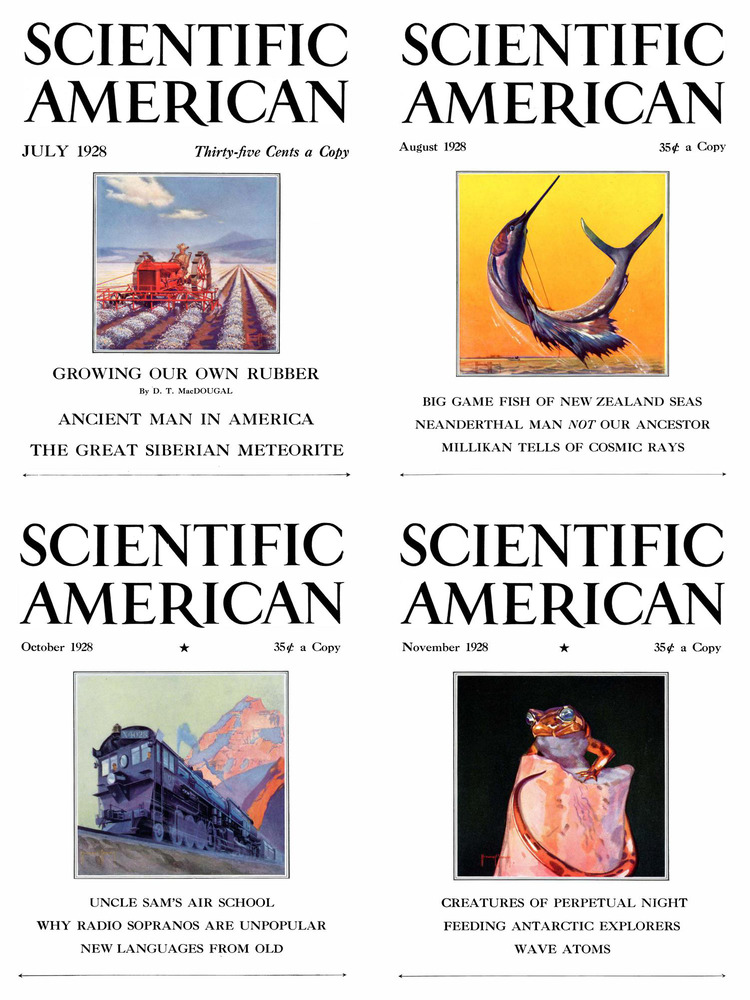 SCIENTIFIC
AMERICAN
JULY 1928 Thirty-five Cents a Copy
GROWING OUR OWN RUBBER
By D. T. MacDOUGAL
ANCIENT MAN IN AMERICA
THE GREAT SIBERIAN METEORITE
SCIENTIFIC
AMERICAN
August 1928 35¢ a Copy
BIG GAME FISH OF NEW ZEALAND SEAS
NEANDERTHAL MAN NOT OUR ANCESTOR
MILLIKAN TELLS OF COSMIC RAYS
SCIENTIFIC
AMERICAN
October 1928 ★ 35¢ a Copy
UNCLE SAM'S AIR SCHOOL
WHY RADIO SOPRANOS ARE UNPOPULAR
NEW LANGUAGES FROM OLD
SCIENTIFIC
AMERICAN
November 1928 ★ 35¢ a Copy
CREATURES OF PERPETUAL NIGHT
FEEDING ANTARCTIC EXPLORERS
WAVE ATOMS